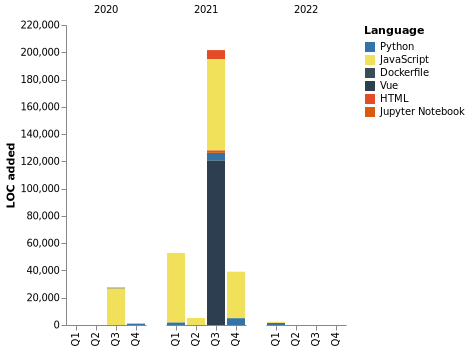 2020 2021 2022
220,000
200,000
180,000
160,000
140,000
120,000
100,000
80,000
60,000
40,000
20,000
0
LOC added
Q1 Q2 Q3 Q4 Q1 Q2 Q3 Q4 Q1 Q2 Q3 Q4
Language
Python
JavaScript
Dockerfile
Vue
HTML
Jupyter Notebook